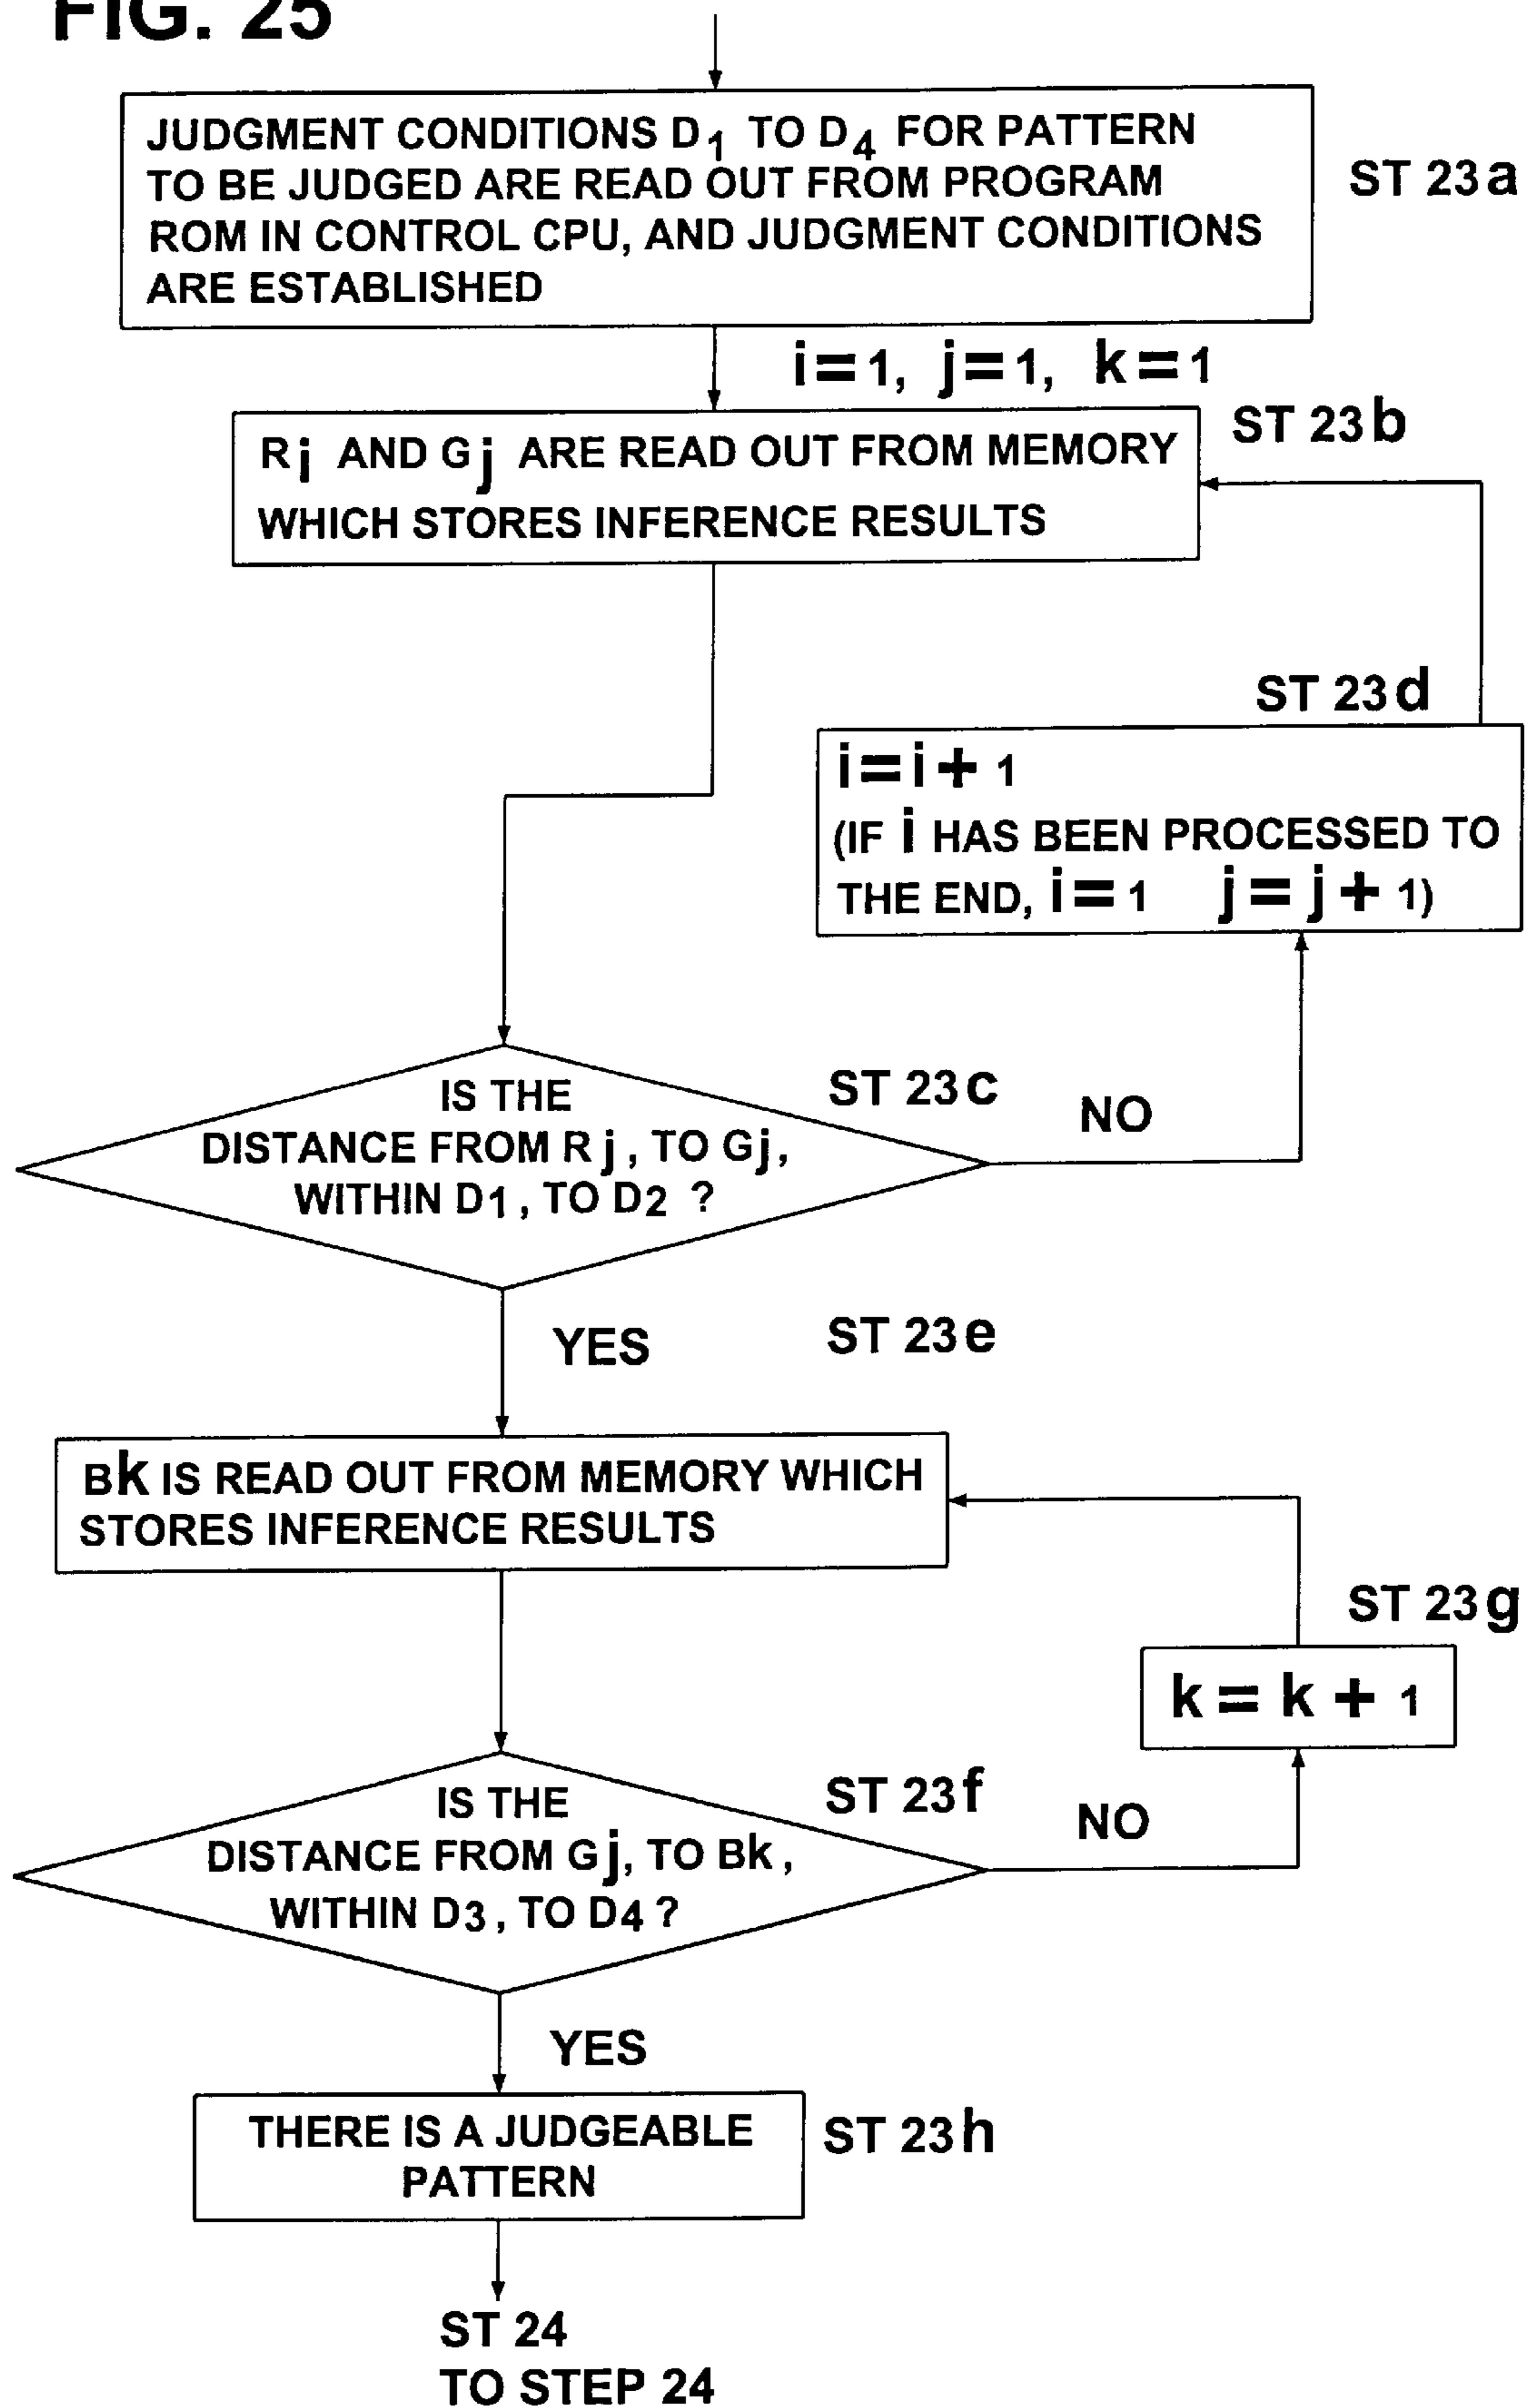 FIG. 25
JUDGMENT CONDITIONS D1 TO D4 FOR PATTERN
TO BE JUDGED ARE READ OUT FROM PROGRAM
ROM IN CONTROL CPU, AND JUDGMENT CONDITIONS
ARE ESTABLISHED
ST 23a
i=1, j=1, k=1
ST 23b
Ri AND Gj ARE READ OUT FROM MEMORY
WHICH STORES INFERENCE RESULTS
ST 23d
i=i+1
(IF i HAS BEEN PROCESSED TO
THE END, i=1 j=j+1)
IS THE
DISTANCE FROM Rj, TO Gj,
WITHIN D1, TO D2 ?
ST 23c
NO
YES
ST 23e
Bk IS READ OUT FROM MEMORY WHICH
STORES INFERENCE RESULTS
ST 23g
k=k+1
IS THE
DISTANCE FROM Gj, TO Bk,
WITHIN D3, TO D4 ?
ST 23f
NO
YES
THERE IS A JUDGEABLE
PATTERN
ST 23h
ST 24
TO STEP 24